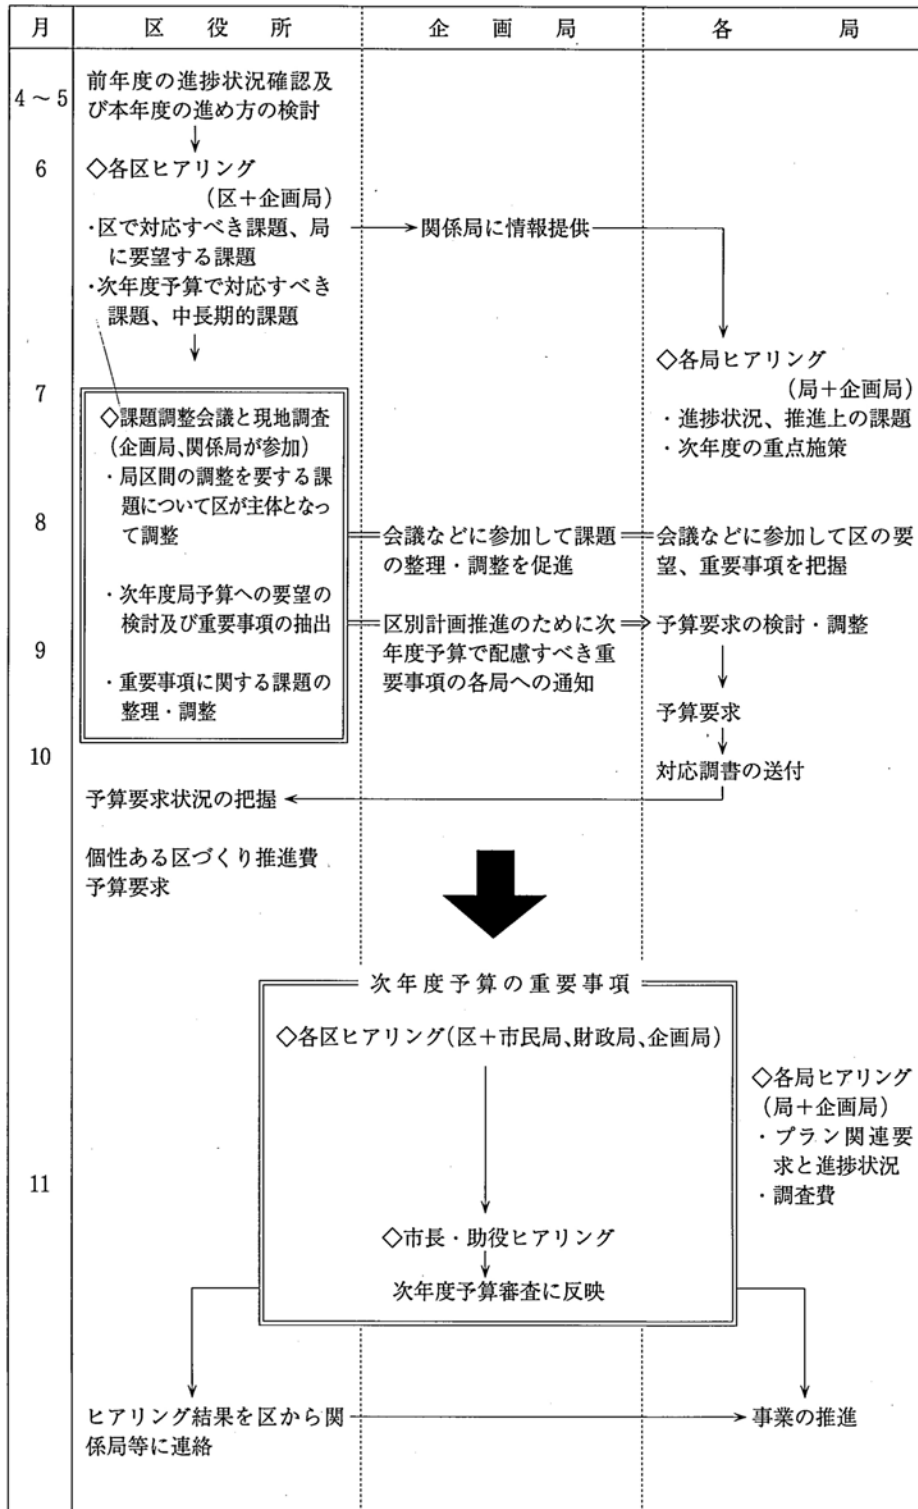 月 区役所 企画局 各局
4～5
前年度の進捗状況確認及
び本年度の進め方の検討
6
◇各区ヒアリング
(区＋企画局)
・区で対応すべき課題、局
に要望する課題
・次年度予算で対応すべき
課題、中長期的課題
関係局に情報提供
◇各局ヒアリング
(局＋企画局)
・進捗状況、推進上の課題
・次年度の重点施策
7
◇課題調整会議と現地調査
(企画局、関係局が参加)
・局区間の調整を要する課
題について区が主体となっ
て調整
8
会議などに参加して課題
の整理・調整を促進
会議などに参加して区の要
望、重要事項を把握
・次年度局予算への要望の
検討及び重要事項の抽出
区別計画推進のために次
年度予算で配慮すべき重
要事項の各局への通知
予算要求の検討・調整
9
・重要事項に関する課題の
整理・調整
予算要求
10
対応調書の送付
予算要求状況の把握
個性ある区づくり推進費
予算要求
次年度予算の重要事項
◇各区ヒアリング(区＋市民局、財政局、企画局)
◇各局ヒアリング
(局＋企画局)
・プラン関連要
求と進捗状況
・調査費
11
◇市長・助役ヒアリング
次年度予算審査に反映
ヒアリング結果を区から関
係局等に連絡
事業の推進